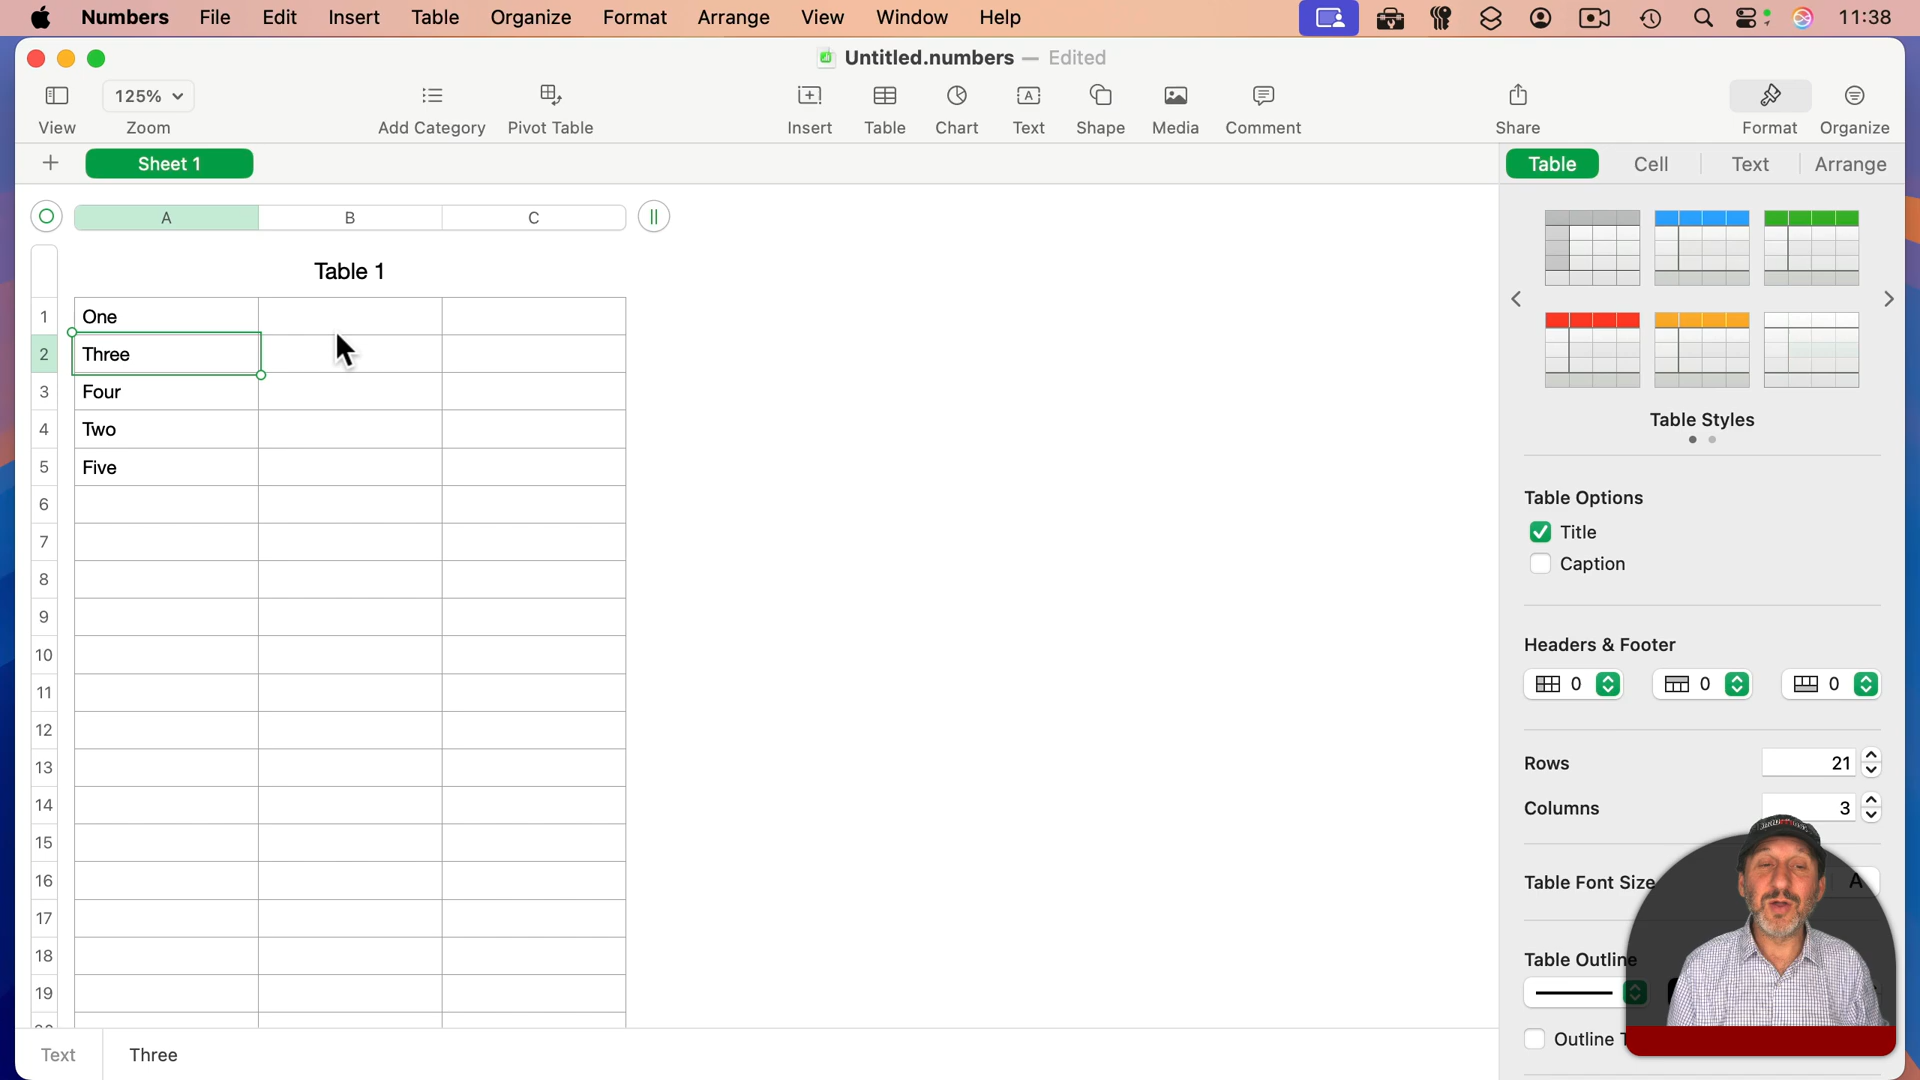 Numbers File Edit Insert Table Organize Format Arrange View Window Help 11:38
Untitled.numbers — Edited
125%
View Zoom Add Category Pivot Table Insert Table Chart Text Shape Media Comment Share Format Organize
Sheet 1
Table Cell Text Arrange
A B C
Table 1
1 One
2 Three
3 Four
4 Two
5 Five
6
7
8
9
10
11
12
13
14
15
16
17
18
19
Table Styles
Table Options
Title
Caption
Headers & Footer
0 0 0
Rows 21
Columns 3
Table Font Size A
Table Outline
Outline
Text Three